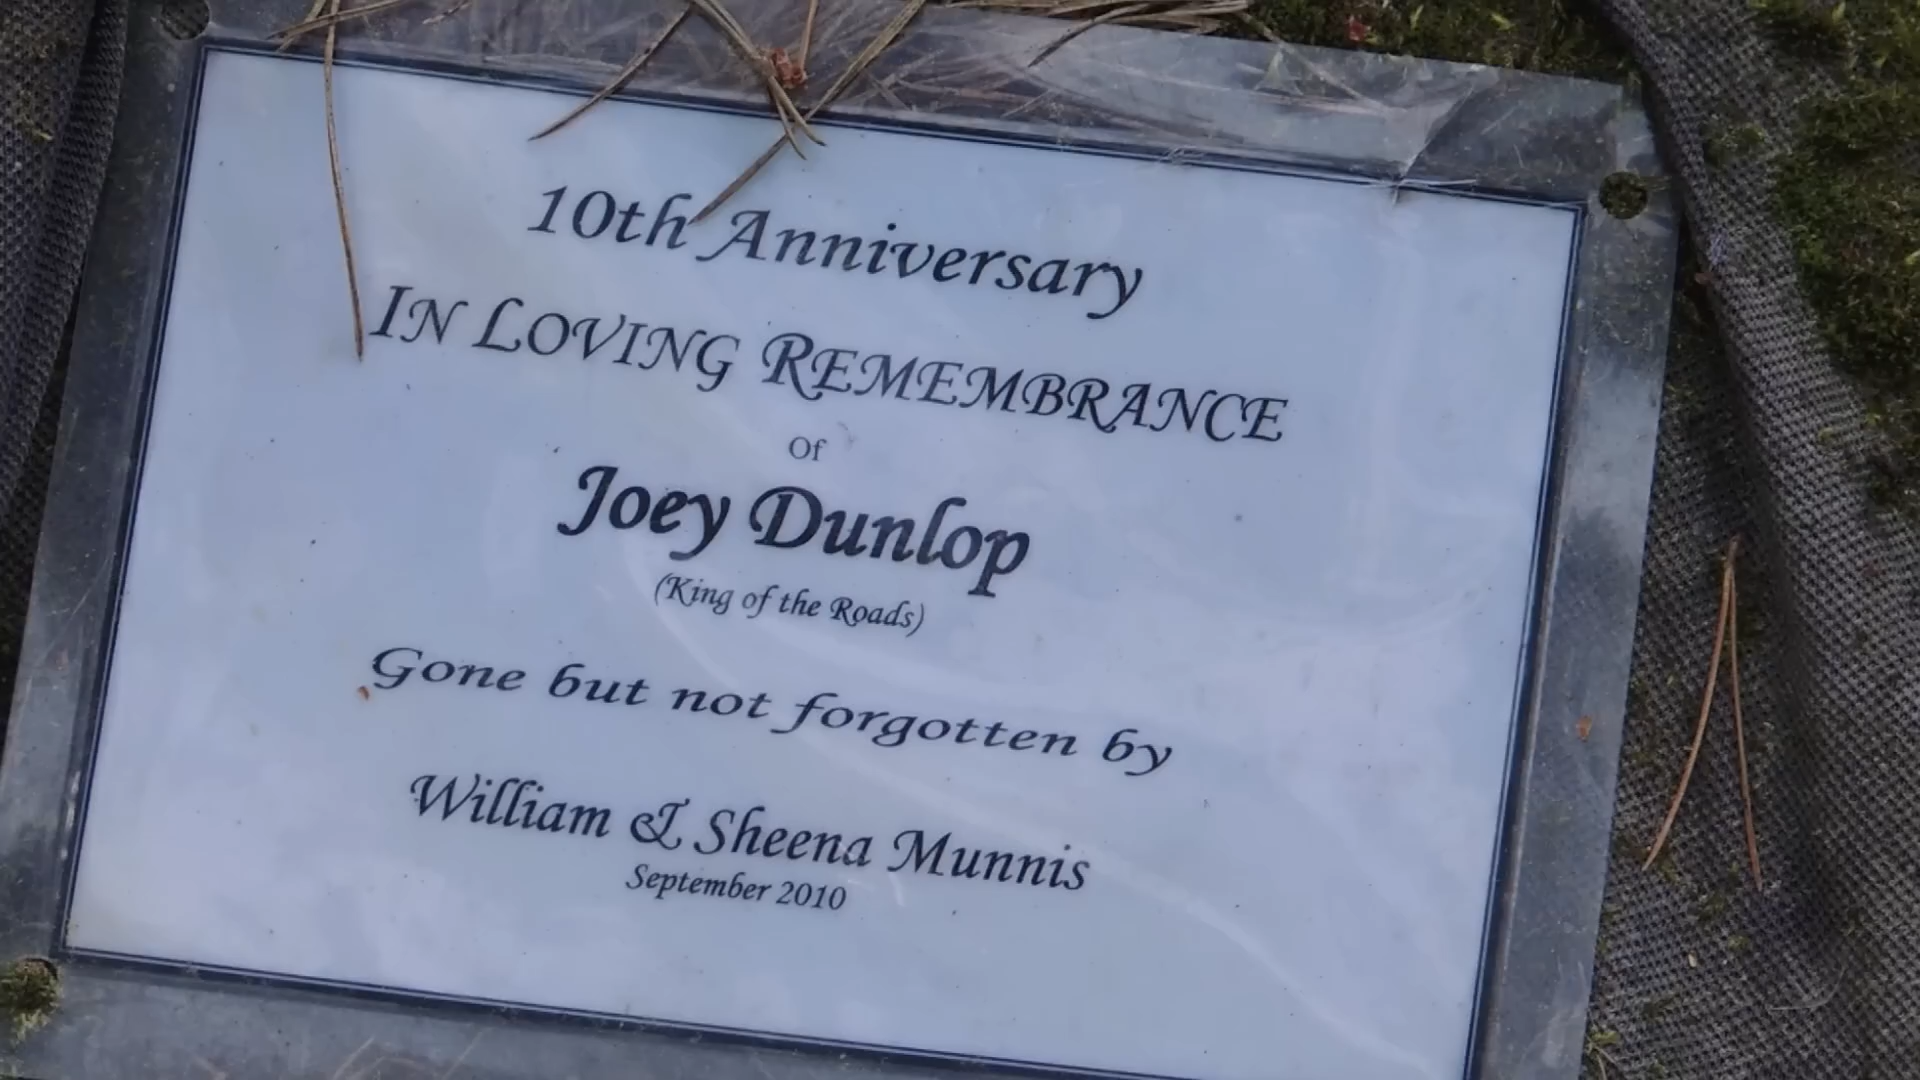 10th Anniversary
IN LOVING REMEMBRANCE
Of
Joey Dunlop
(King of the Roads)
Gone but not forgotten by
William & Sheena Munnis
September 2010